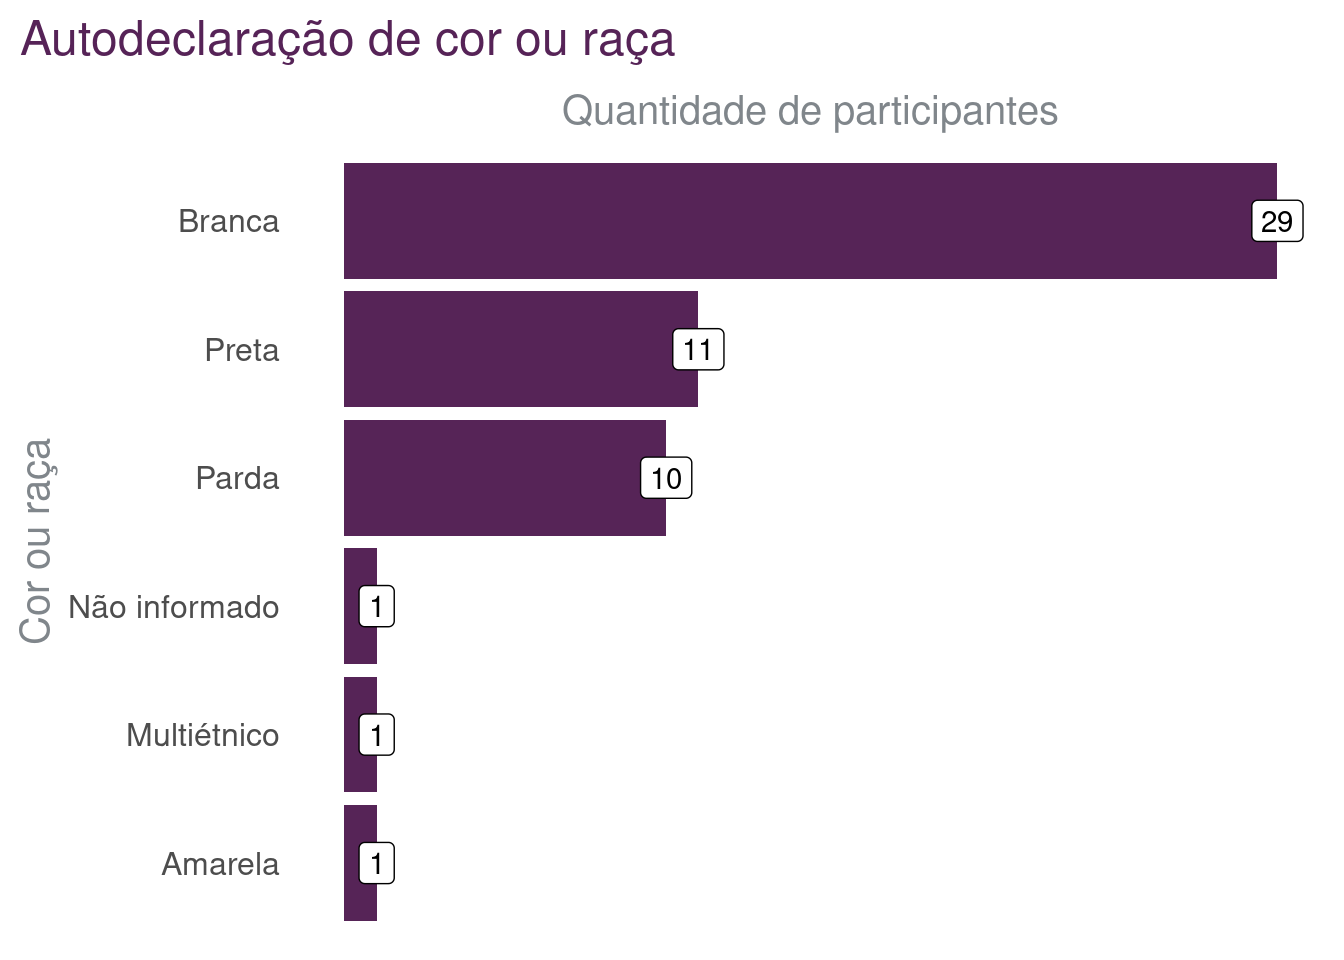 Autodeclaração de cor ou raça
Quantidade de participantes
Branca
29
Preta
11
Parda
10
Cor ou raça
Não informado
1
Multiétnico
1
Amarela
1